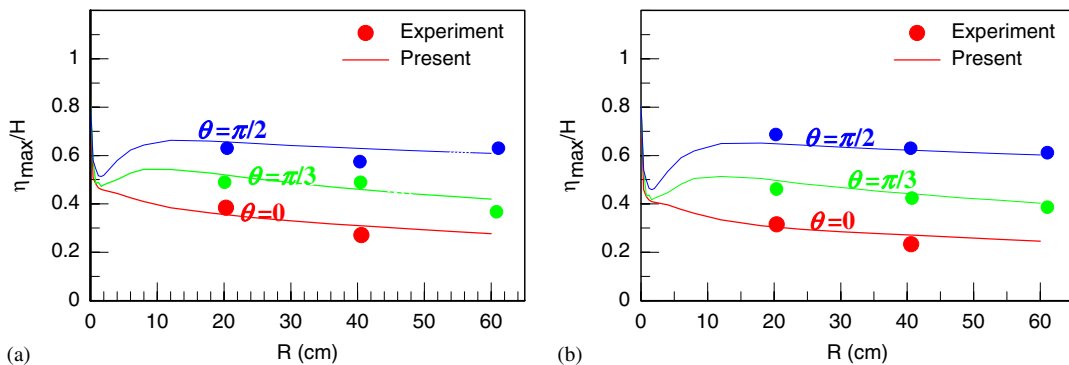 1
0.8
0.6
0.4
0.2
0
η max/H
Experiment
Present
θ=π/2
θ=π/3
θ=0
0 10 20 30 40 50 60
R (cm)
(a)
1
0.8
0.6
0.4
0.2
0
η max/H
Experiment
Present
θ=π/2
θ=π/3
θ=0
0 10 20 30 40 50 60
R (cm)
(b)